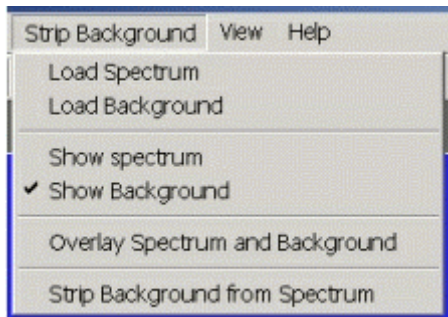 Strip Background View Help
Load Spectrum
Load Background
Show spectrum
Show Background
Overlay Spectrum and Background
Strip Background from Spectrum